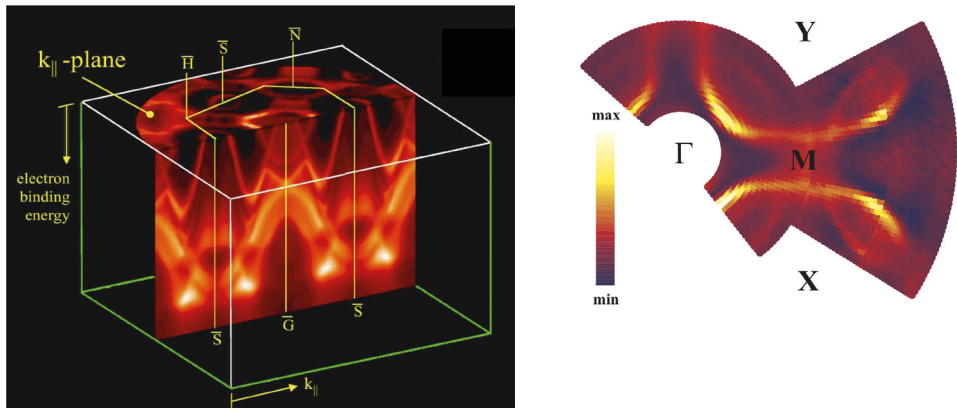 k∥-plane
H̅
S̅
N̅
electron
binding
energy
S̅
G̅
S̅
k∥
Y
max
Γ
M
min
X